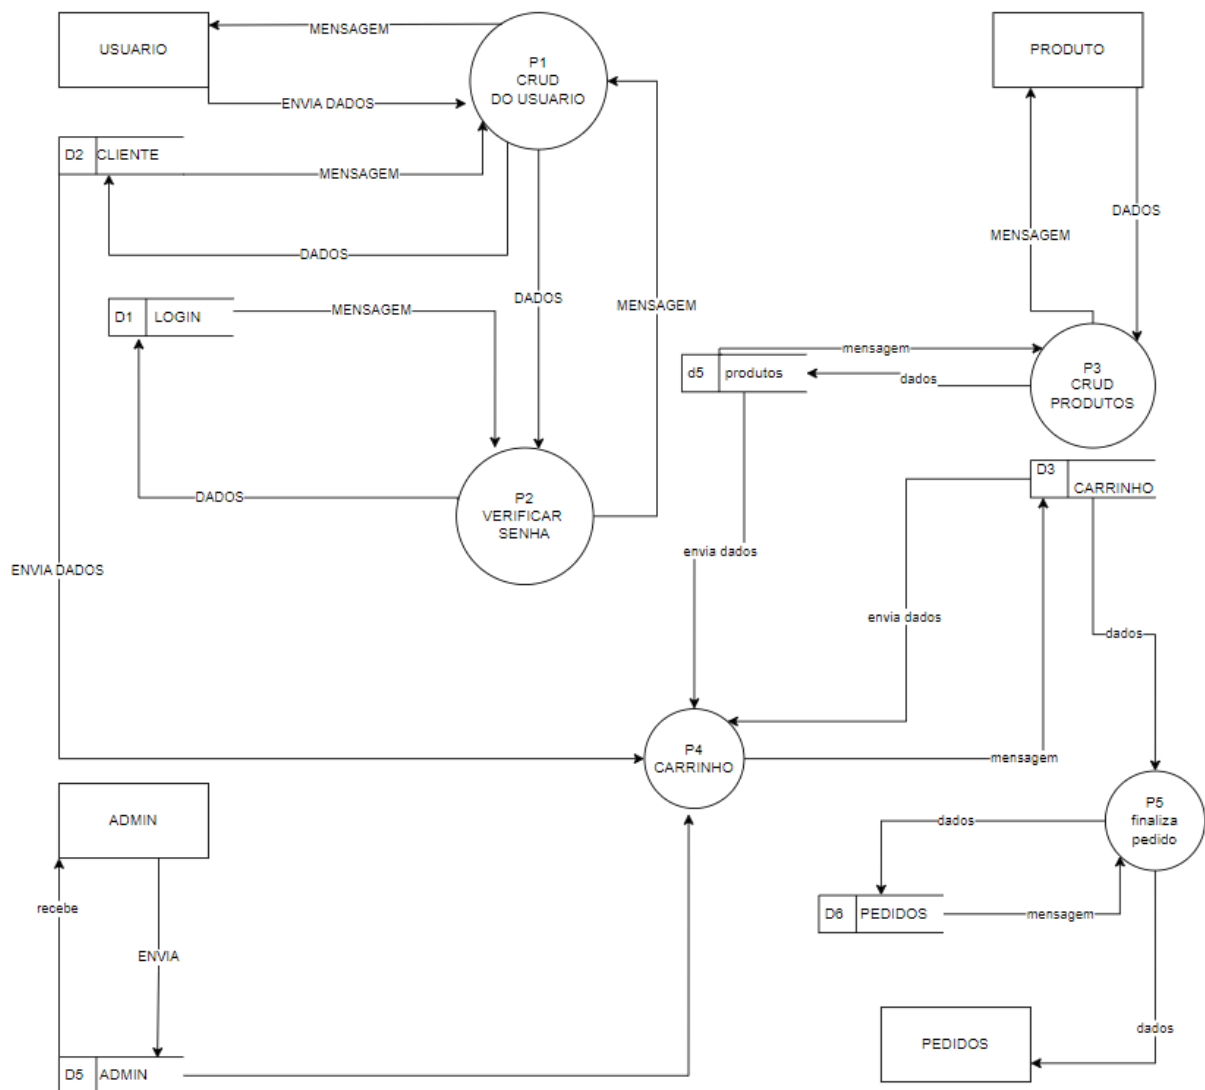 MENSAGEM
USUARIO
P1
CRUD
DO USUARIO
PRODUTO
ENVIA DADOS
D2 CLIENTE
MENSAGEM
DADOS
MENSAGEM
DADOS
D1 LOGIN
MENSAGEM
DADOS
MENSAGEM
mensagem
d5 produtos
dados
P3
CRUD
PRODUTOS
D3
CARRINHO
DADOS
P2
VERIFICAR
SENHA
envia dados
ENVIA DADOS
envia dados
dados
P4
CARRINHO
mensagem
ADMIN
P5
finaliza
pedido
dados
recebe
D6 PEDIDOS
mensagem
ENVIA
dados
PEDIDOS
D5 ADMIN